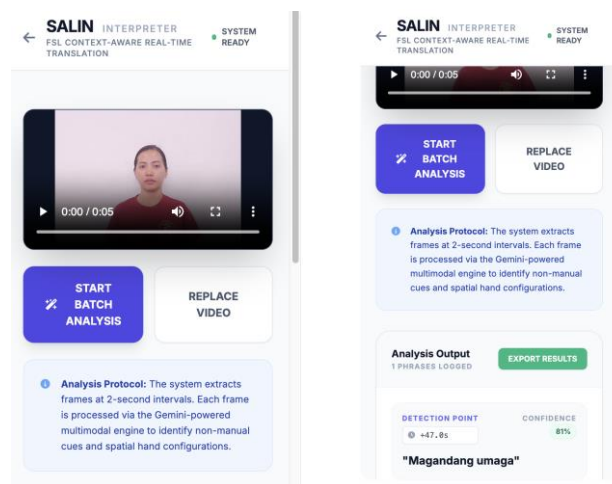 SALIN INTERPRETER
FSL CONTEXT-AWARE REAL-TIME
TRANSLATION
SYSTEM
READY
0:00 / 0:05
START
BATCH
ANALYSIS
REPLACE
VIDEO
Analysis Protocol: The system extracts
frames at 2-second intervals. Each frame
is processed via the Gemini-powered
multimodal engine to identify non-manual
cues and spatial hand configurations.
SALIN INTERPRETER
FSL CONTEXT-AWARE REAL-TIME
TRANSLATION
SYSTEM
READY
0:00 / 0:05
START
BATCH
ANALYSIS
REPLACE
VIDEO
Analysis Protocol: The system extracts
frames at 2-second intervals. Each frame
is processed via the Gemini-powered
multimodal engine to identify non-manual
cues and spatial hand configurations.
Analysis Output
1 PHRASES LOGGED
EXPORT RESULTS
DETECTION POINT
CONFIDENCE
+47.0s
81%
"Magandang umaga"